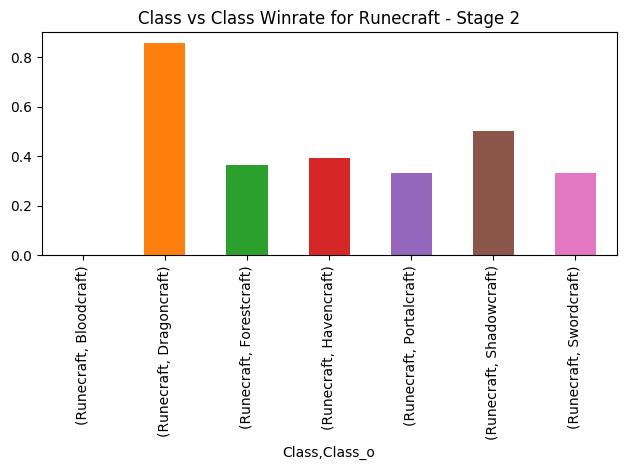 Class vs Class Winrate for Runecraft - Stage 2
0.8
0.6
0.4
0.2
0.0
(Runecraft, Bloodcraft)
(Runecraft, Dragoncraft)
(Runecraft, Forestcraft)
(Runecraft, Havencraft)
(Runecraft, Portalcraft)
(Runecraft, Shadowcraft)
(Runecraft, Swordcraft)
Class,Class_o